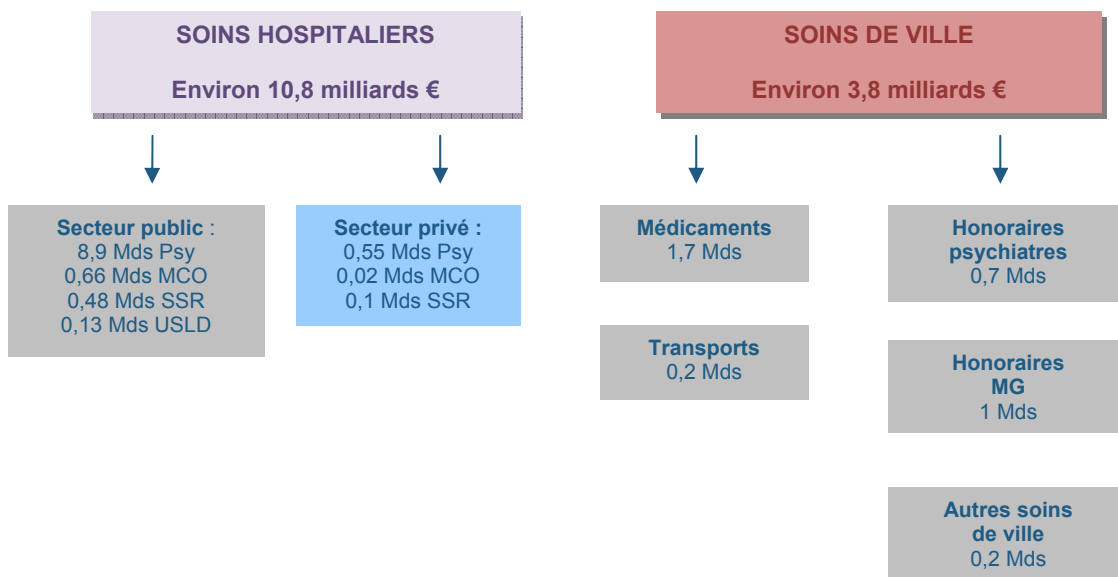 SOINS HOSPITALIERS
Environ 10,8 milliards €
SOINS DE VILLE
Environ 3,8 milliards €
Secteur public :
8,9 Mds Psy
0,66 Mds MCO
0,48 Mds SSR
0,13 Mds USLD
Secteur privé :
0,55 Mds Psy
0,02 Mds MCO
0,1 Mds SSR
Médicaments
1,7 Mds
Honoraires
psychiatres
0,7 Mds
Transports
0,2 Mds
Honoraires
MG
1 Mds
Autres soins
de ville
0,2 Mds